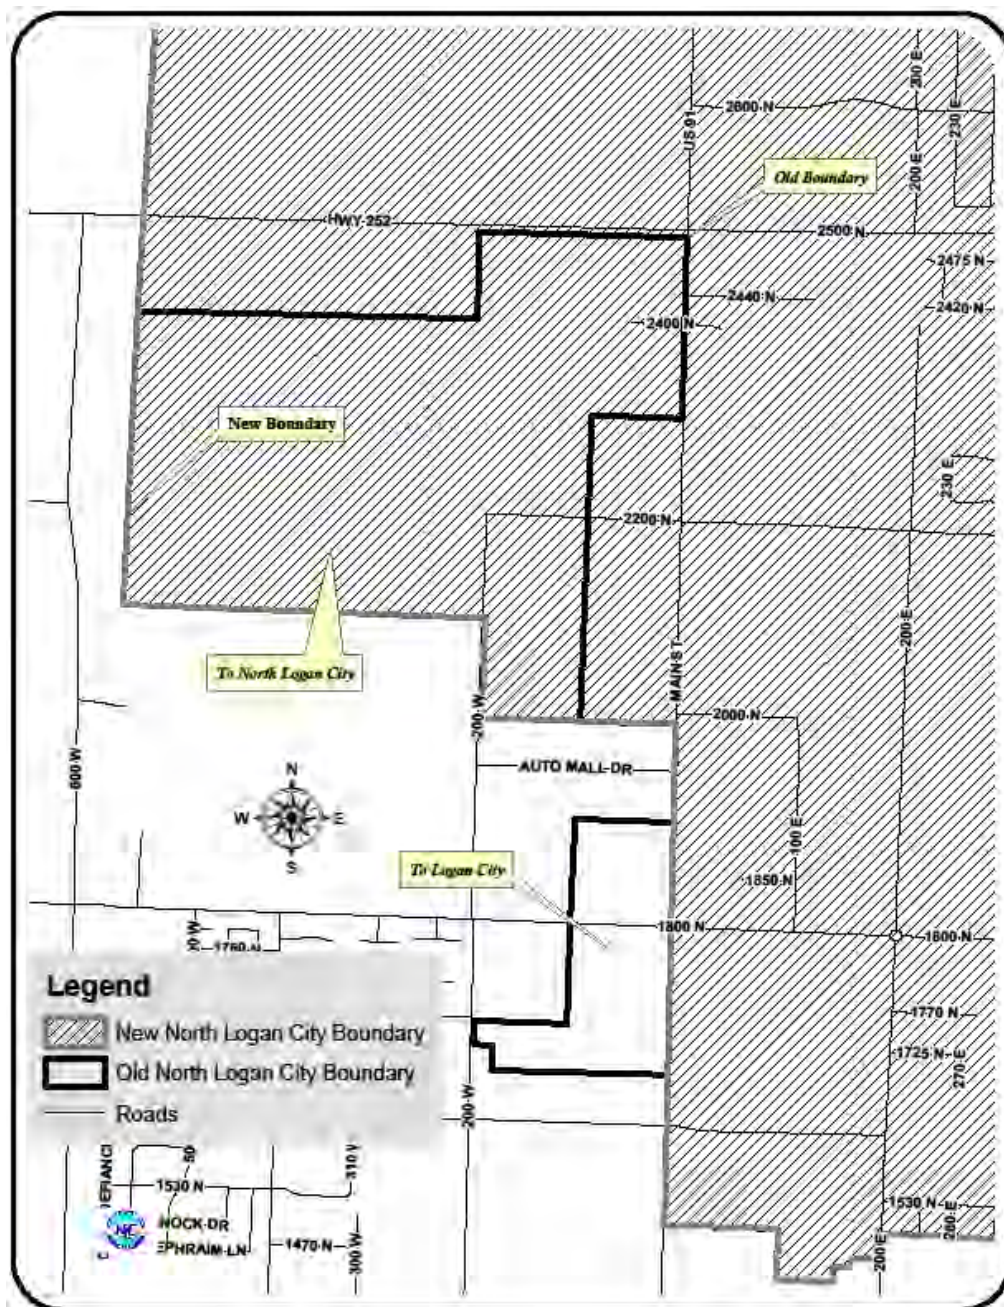 200 E
US 91
2600 N
230 E
200 E
Old Boundary
HWY 252
2500 N
2475 N
2440 N
2420 N
2400 N
New Boundary
230 E
2200 N
200 E
MAIN ST
To North Logan City
200 W
2000 N
600 W
AUTO MALL DR
N
W
E
S
100 E
To Logan City
1850 N
1800 N
1800 N
Legend
New North Logan City Boundary
Old North Logan City Boundary
Roads
1770 N
1725 N
270 E
200 W
310 W
1530 N
1530 N
NOCK DR
EPHRAIM LN
1470 N
300 W
200 E
260 E